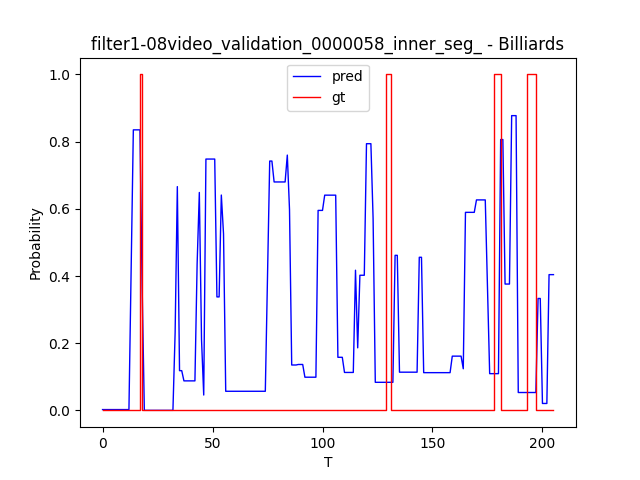 filter1-08video_validation_0000058_inner_seg_ - Billiards
pred
gt
1.0
0.8
0.6
0.4
0.2
0.0
Probability
0
50
100
150
200
T